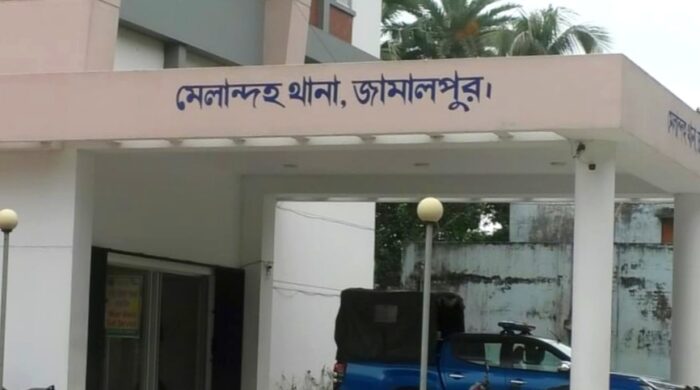 মেলান্দহ থানা, জামালপুর।